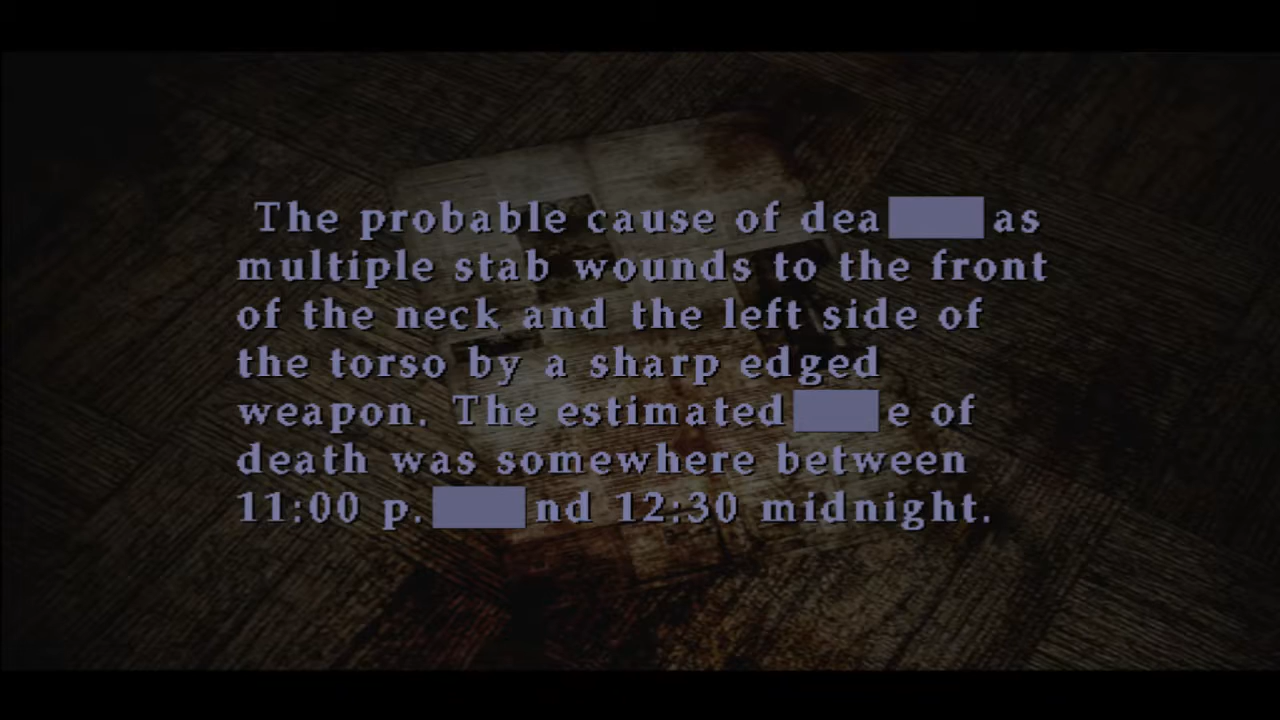 The probable cause of dea as
multiple stab wounds to the front
of the neck and the left side of
the torso by a sharp edged
weapon. The estimated e of
death was somewhere between
11:00 p. nd 12:30 midnight.